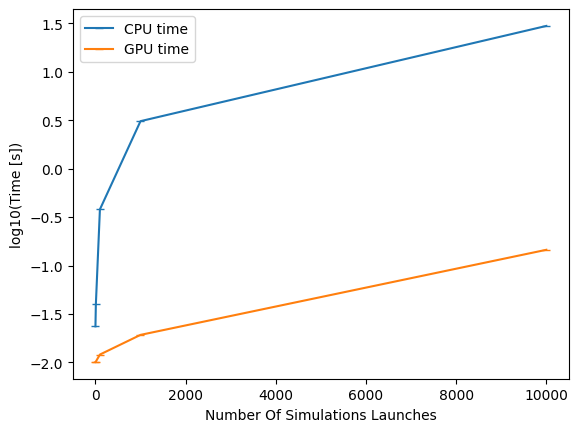 CPU time
GPU time
1.5
1.0
0.5
0.0
−0.5
−1.0
−1.5
−2.0
log10(Time [s])
0 2000 4000 6000 8000 10000
Number Of Simulations Launches